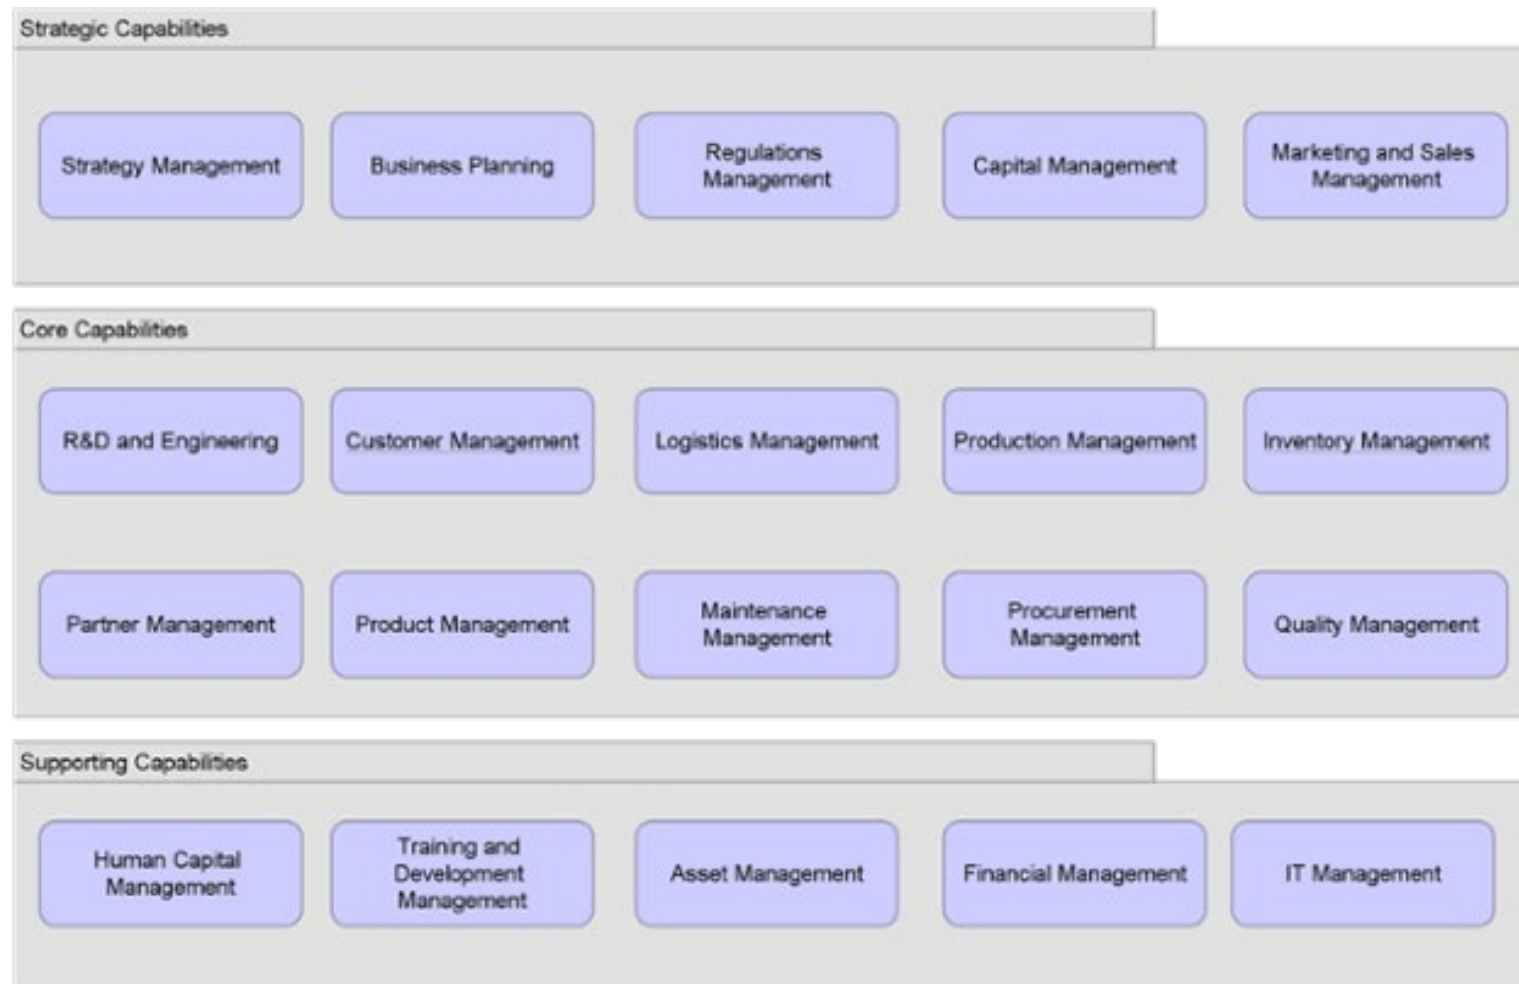 Strategic Capabilities
Strategy Management
Business Planning
Regulations
Management
Capital Management
Marketing and Sales
Management
Core Capabilities
R&D and Engineering
Customer Management
Logistics Management
Production Management
Inventory Management
Partner Management
Product Management
Maintenance
Management
Procurement
Management
Quality Management
Supporting Capabilities
Human Capital
Management
Training and
Development
Management
Asset Management
Financial Management
IT Management